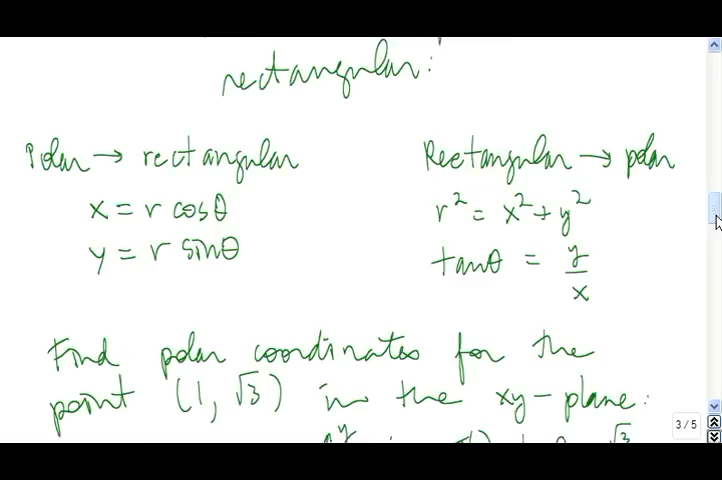 rectangular:
Polar → rectangular
x = r cosθ
y = r sinθ
Rectangular → polar
r² = x² + y²
tanθ = y/x
Find polar coordinates for the
point (1, √3) in the xy-plane:
3 / 5